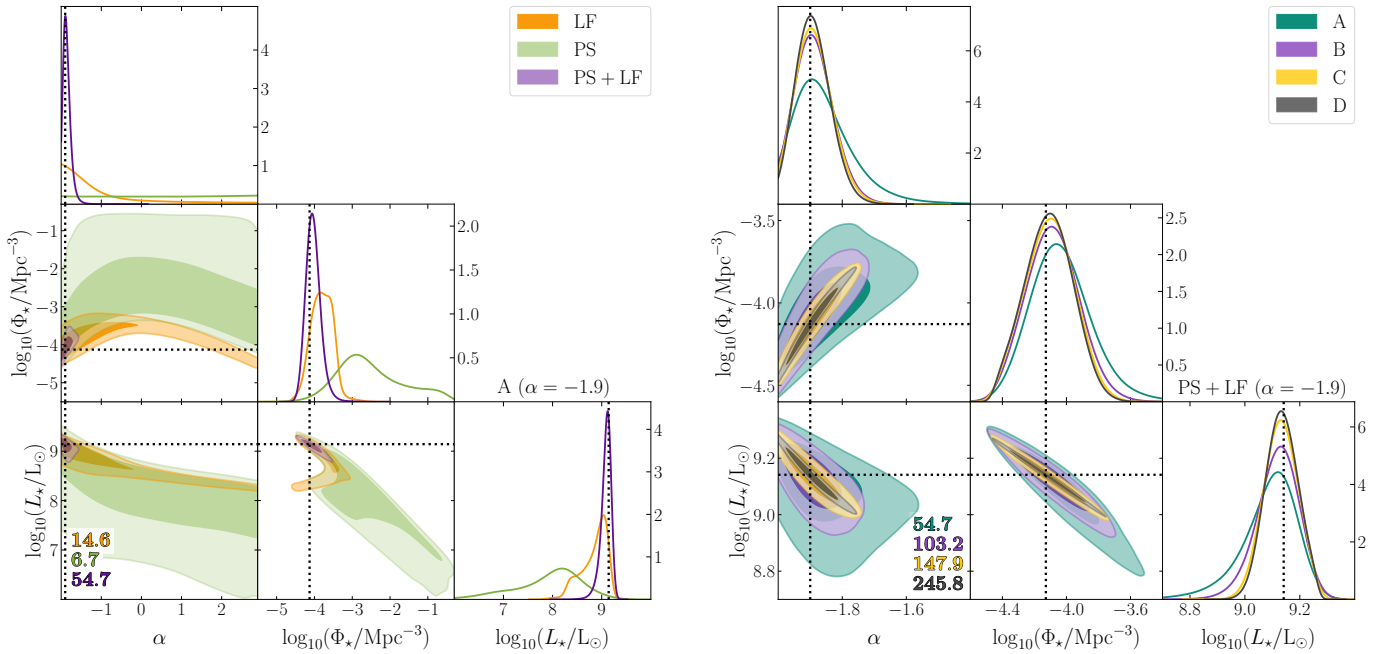 LF
PS
PS + LF
4
3
2
1
log₁₀(Φ⋆/Mpc⁻³)
−1
−2
−3
−4
−5
2.0
1.5
1.0
0.5
A (α = −1.9)
log₁₀(L⋆/L⊙)
9
8
7
14.6
6.7
54.7
4
3
2
1
−1 0 1 2
−5 −4 −3 −2 −1
7 8 9
α
log₁₀(Φ⋆/Mpc⁻³)
log₁₀(L⋆/L⊙)
A
B
C
D
6
4
2
log₁₀(Φ⋆/Mpc⁻³)
−3.5
−4.0
−4.5
2.5
2.0
1.5
1.0
0.5
PS + LF (α = −1.9)
log₁₀(L⋆/L⊙)
9.2
9.0
8.8
54.7
103.2
147.9
245.8
6
4
2
−1.8 −1.6
−4.4 −4.0 −3.6
8.8 9.0 9.2
α
log₁₀(Φ⋆/Mpc⁻³)
log₁₀(L⋆/L⊙)